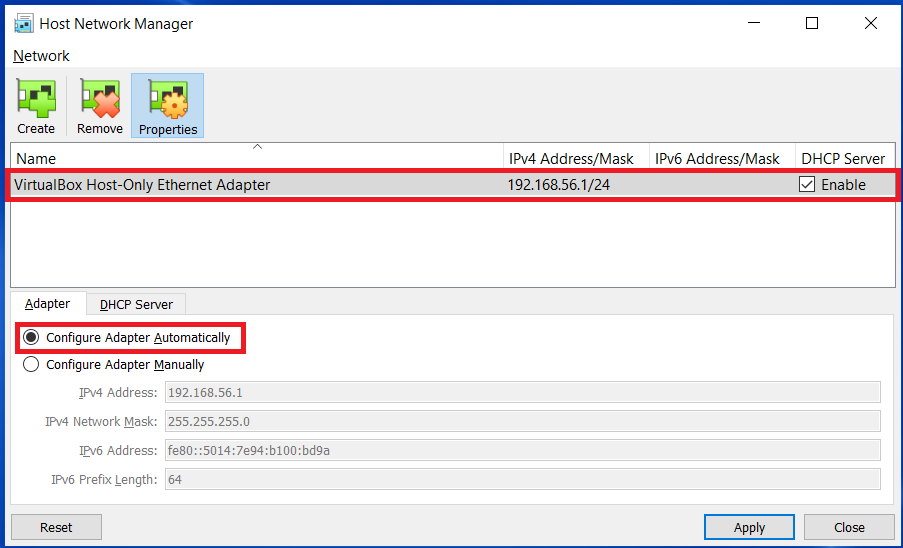 Host Network Manager
Network
Create Remove Properties
Name IPv4 Address/Mask IPv6 Address/Mask DHCP Server
VirtualBox Host-Only Ethernet Adapter 192.168.56.1/24 Enable
Adapter DHCP Server
Configure Adapter Automatically
Configure Adapter Manually
IPv4 Address: 192.168.56.1
IPv4 Network Mask: 255.255.255.0
IPv6 Address: fe80::5014:7e94:b100:bd9a
IPv6 Prefix Length: 64
Reset Apply Close